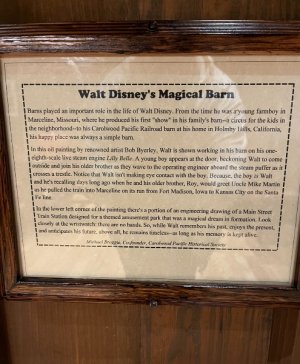 Walt Disney's Magical Barn
Barns played an important role in the life of Walt Disney. From the time he was a young farmboy in
Marceline, Missouri, where he produced his first "show" in his family's barn–a circus for the kids in
the neighborhood–to his Carolwood Pacific Railroad barn at his home in Holmby Hills, California,
his happy place was always a simple barn.
In this oil painting by renowned artist Bob Byerley, Walt is shown working in his barn on his one-
eighth-scale live steam engine Lilly Belle. A young boy appears at the door, beckoning Walt to come
outside and join his older brother as they wave to the operating engineer aboard the steam puffer as it
crosses a trestle. Notice that Walt isn't making eye contact with the boy. Because, the boy is Walt
and he's recalling days long ago when he and his older brother, Roy, would greet Uncle Mike Martin
as he pulled the train into Marceline on its run from Fort Madison, Iowa to Kansas City on the Santa
Fe line.
In the lower left corner of the painting there's a portion of an engineering drawing of a Main Street
Train Station designed for a themed amusement park that was a magical dream in formation. Look
closely at the wristwatch: there are no hands. So, while Walt remembers his past, enjoys the present,
and anticipates his future, above all, he remains timeless–as long as his memory is kept alive.
Michael Broggie, Co-founder, Carolwood Pacific Historical Society